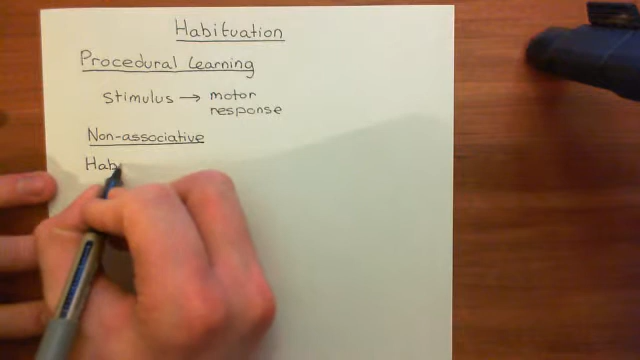 Habituation
Procedural Learning
Stimulus → motor
response
Non-associative
Hab